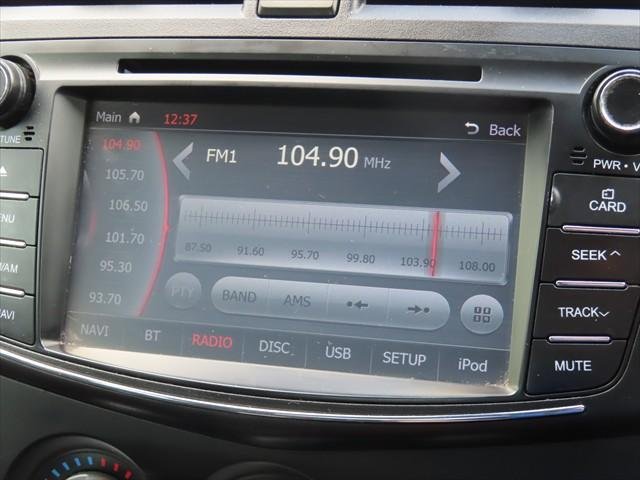 Main 12:37 Back
104.90
105.70
106.50
101.70
95.30
93.70
FM1 104.90 MHz
87.50 91.60 95.70 99.80 103.90 108.00
PTY BAND AMS
NAVI BT RADIO DISC USB SETUP iPod
TUNE
PWR
CARD
SEEK
TRACK
MUTE